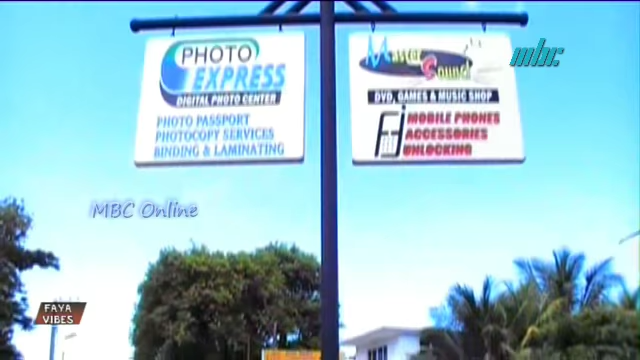 PHOTO
EXPRESS
DIGITAL PHOTO CENTER
PHOTO PASSPORT
PHOTOCOPY SERVICES
BINDING & LAMINATING
Master
Sound
DVD, GAMES & MUSIC SHOP
MOBILE PHONES
ACCESSORIES
UNLOCKING
mbc
MBC Online
FAYA
VIBES